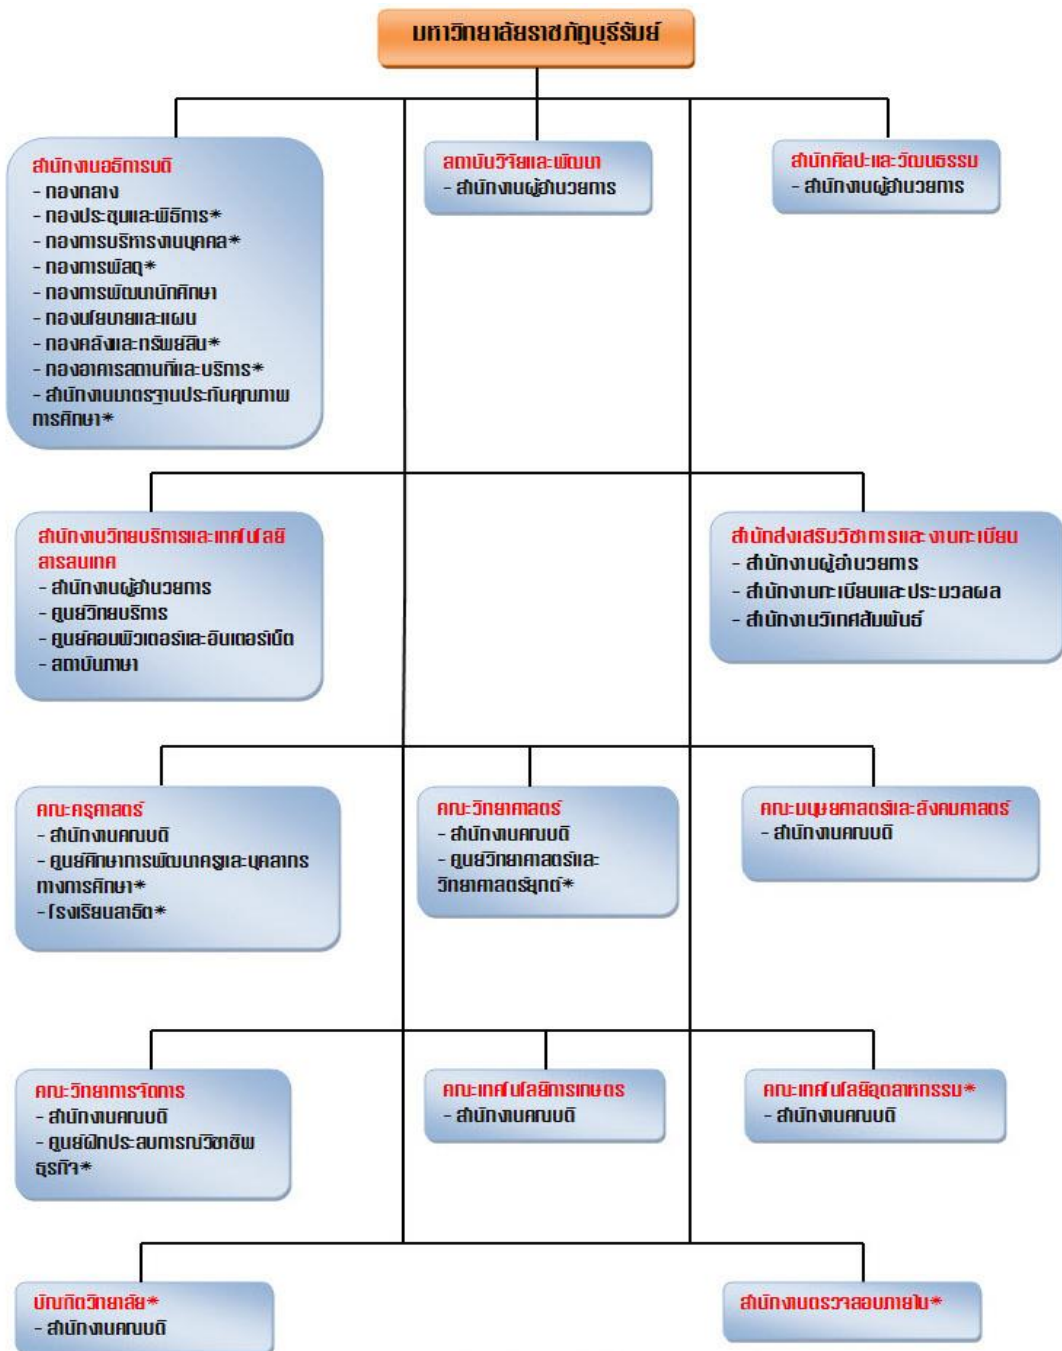 มหาวิทยาลัยราชภัฏบุรีรัมย์
สำนักงานอธิการบดี
- กองกลาง
- กองประชุมและพิธีการ*
- กองการบริหารงานบุคคล*
- กองการพัสดุ*
- กองการพัฒนานักศึกษา
- กองนโยบายและแผน
- กองคลังและทรัพย์สิน*
- กองอาคารสถานที่และบริการ*
- สำนักงานมาตรฐานประกันคุณภาพ
การศึกษา*
สถาบันวิจัยและพัฒนา
- สำนักงานผู้อำนวยการ
สำนักศิลปะและวัฒนธรรม
- สำนักงานผู้อำนวยการ
สำนักงานวิทยบริการและเทคโนโลยี
สารสนเทศ
- สำนักงานผู้อำนวยการ
- ศูนย์วิทยบริการ
- ศูนย์คอมพิวเตอร์และอินเตอร์เน็ต
- สถาบันภาษา
สำนักส่งเสริมวิชาการและงานทะเบียน
- สำนักงานผู้อำนวยการ
- สำนักงานทะเบียนและประมวลผล
- สำนักงานวิเทศสัมพันธ์
คณะครุศาสตร์
- สำนักงานคณบดี
- ศูนย์ศึกษาการพัฒนาครูและบุคลากร
ทางการศึกษา*
- โรงเรียนสาธิต*
คณะวิทยาศาสตร์
- สำนักงานคณบดี
- ศูนย์วิทยาศาสตร์และ
วิทยาศาสตร์ยุกต์*
คณะมนุษยศาสตร์และสังคมศาสตร์
- สำนักงานคณบดี
คณะวิทยาการจัดการ
- สำนักงานคณบดี
- ศูนย์ฝึกประสบการณ์วิชาชีพ
ธุรกิจ*
คณะเทคโนโลยีการเกษตร
- สำนักงานคณบดี
คณะเทคโนโลยีอุตสาหกรรม*
- สำนักงานคณบดี
บัณฑิตวิทยาลัย*
- สำนักงานคณบดี
สำนักงานตรวจสอบภายใน*